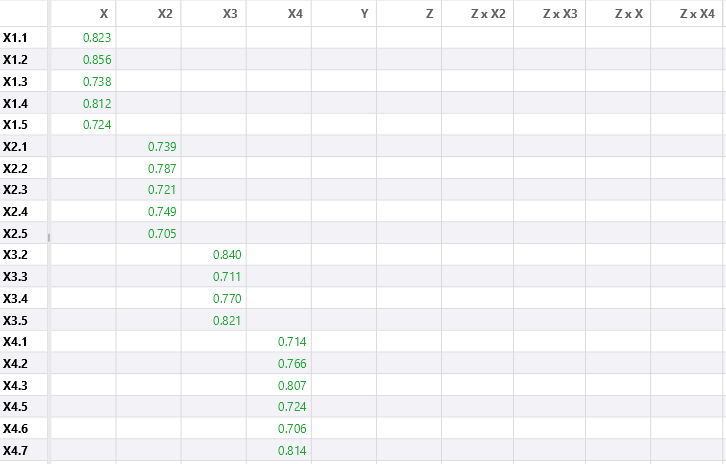 X X2 X3 X4 Y Z Z x X2 Z x X3 Z x X Z x X4
X1.1 0.823
X1.2 0.856
X1.3 0.738
X1.4 0.812
X1.5 0.724
X2.1 0.739
X2.2 0.787
X2.3 0.721
X2.4 0.749
X2.5 0.705
X3.2 0.840
X3.3 0.711
X3.4 0.770
X3.5 0.821
X4.1 0.714
X4.2 0.766
X4.3 0.807
X4.5 0.724
X4.6 0.706
X4.7 0.814